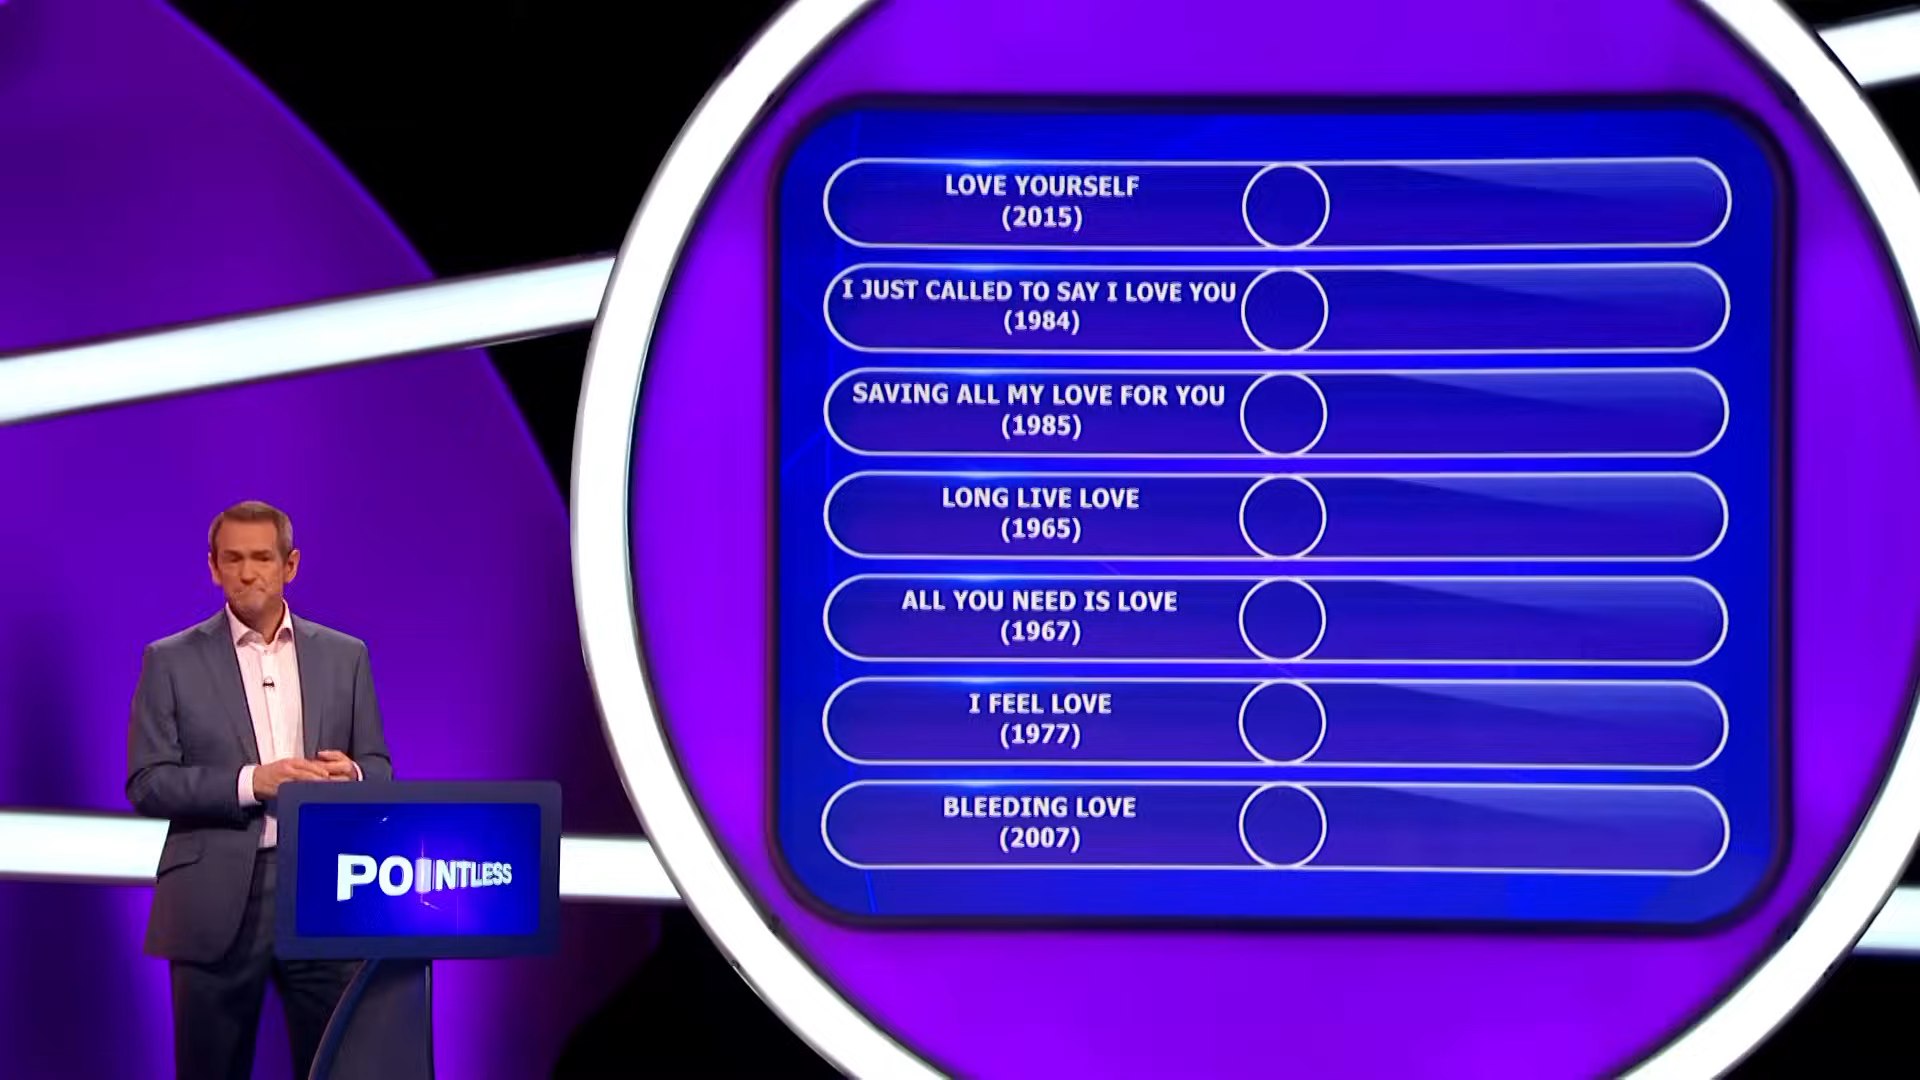 LOVE YOURSELF
(2015)
I JUST CALLED TO SAY I LOVE YOU
(1984)
SAVING ALL MY LOVE FOR YOU
(1985)
LONG LIVE LOVE
(1965)
ALL YOU NEED IS LOVE
(1967)
I FEEL LOVE
(1977)
BLEEDING LOVE
(2007)
POINTLESS